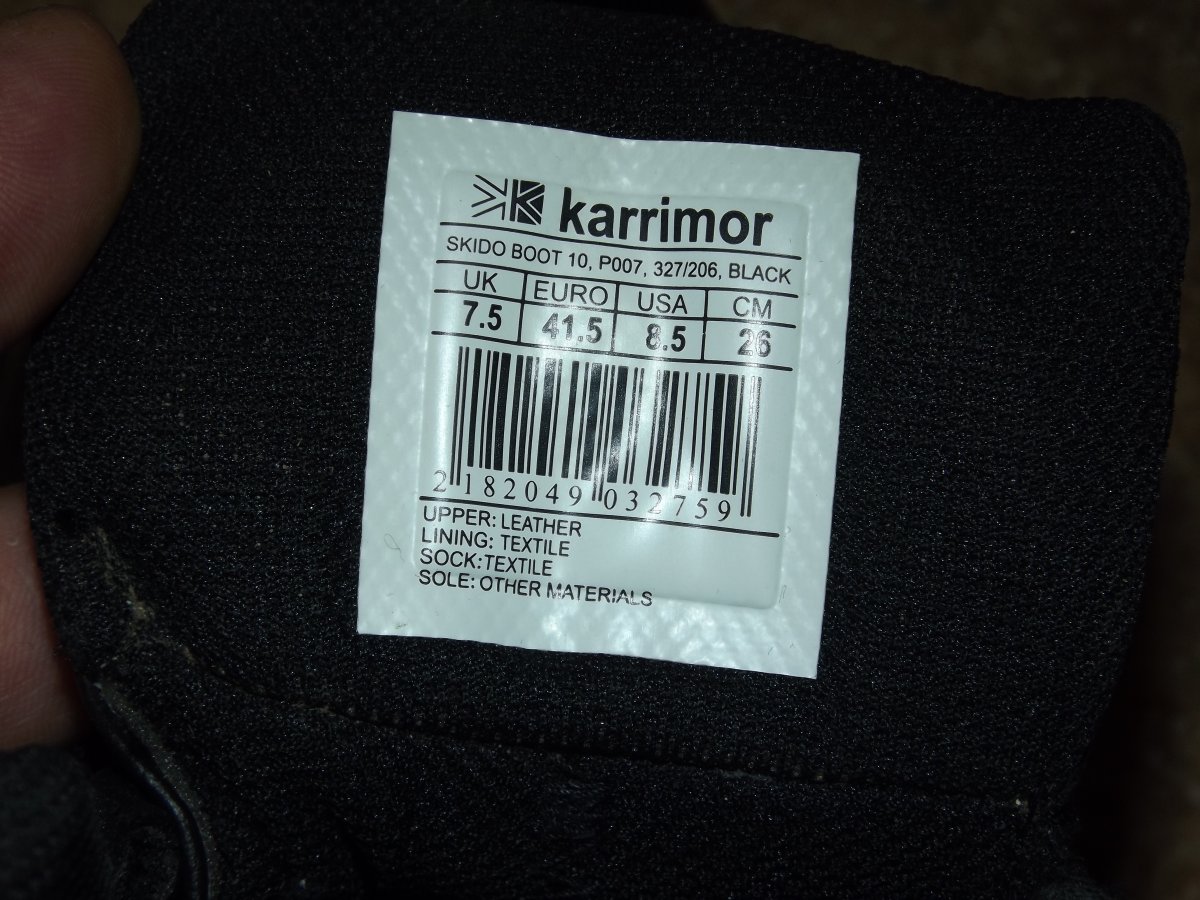 karrimor
SKIDO BOOT 10, P007, 327/206, BLACK
UK EURO USA CM
7.5 41.5 8.5 26
2 182049 032759
UPPER: LEATHER
LINING: TEXTILE
SOCK:TEXTILE
SOLE: OTHER MATERIALS